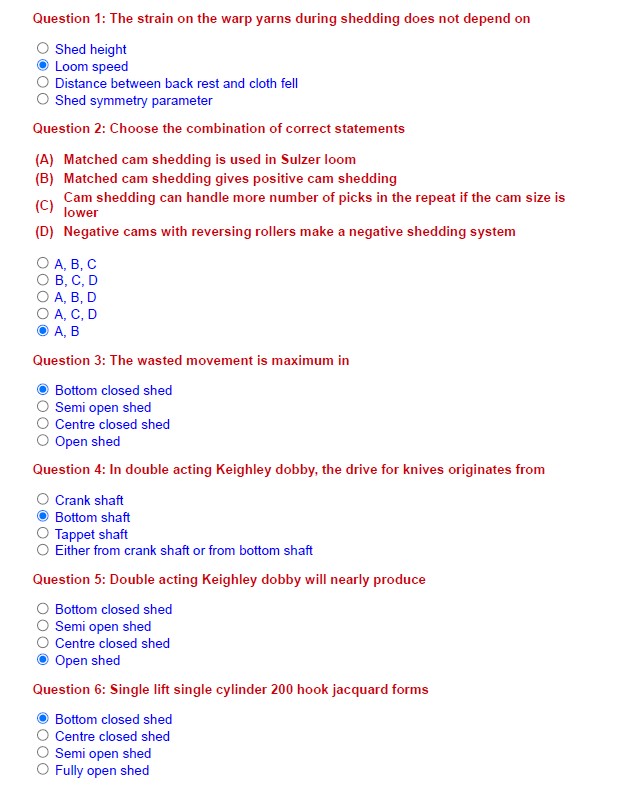 Question 1: The strain on the warp yarns during shedding does not depend on
Shed height
Loom speed
Distance between back rest and cloth fell
Shed symmetry parameter
Question 2: Choose the combination of correct statements
(A) Matched cam shedding is used in Sulzer loom
(B) Matched cam shedding gives positive cam shedding
(C) Cam shedding can handle more number of picks in the repeat if the cam size is
lower
(D) Negative cams with reversing rollers make a negative shedding system
A, B, C
B, C, D
A, B, D
A, C, D
A, B
Question 3: The wasted movement is maximum in
Bottom closed shed
Semi open shed
Centre closed shed
Open shed
Question 4: In double acting Keighley dobby, the drive for knives originates from
Crank shaft
Bottom shaft
Tappet shaft
Either from crank shaft or from bottom shaft
Question 5: Double acting Keighley dobby will nearly produce
Bottom closed shed
Semi open shed
Centre closed shed
Open shed
Question 6: Single lift single cylinder 200 hook jacquard forms
Bottom closed shed
Centre closed shed
Semi open shed
Fully open shed